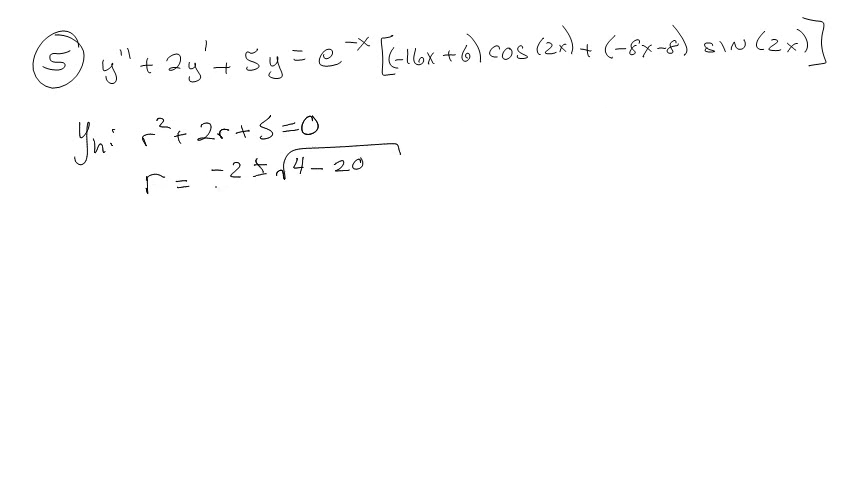 ⑤ y'' + 2y' + 5y = e^{-x} [(-16x+6) cos (2x) + (-8x-8) sin (2x)]
y_h: r^2 + 2r + 5 = 0
r = -2 ± √(4 - 20)